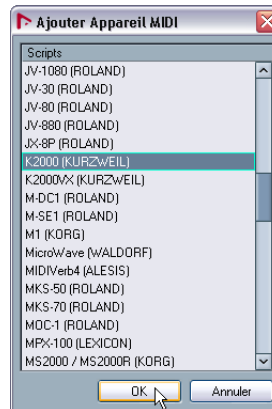 Ajouter Appareil MIDI
Scripts
JV-1080 (ROLAND)
JV-30 (ROLAND)
JV-80 (ROLAND)
JV-880 (ROLAND)
JX-8P (ROLAND)
K2000 (KURZWEIL)
K2000VX (KURZWEIL)
M-DC1 (ROLAND)
M-SE1 (ROLAND)
M1 (KORG)
MicroWave (WALDORF)
MIDIVerb4 (ALESIS)
MKS-50 (ROLAND)
MKS-70 (ROLAND)
MOC-1 (ROLAND)
MPX-100 (LEXICON)
MS2000 / MS2000R (KORG)
OK Annuler